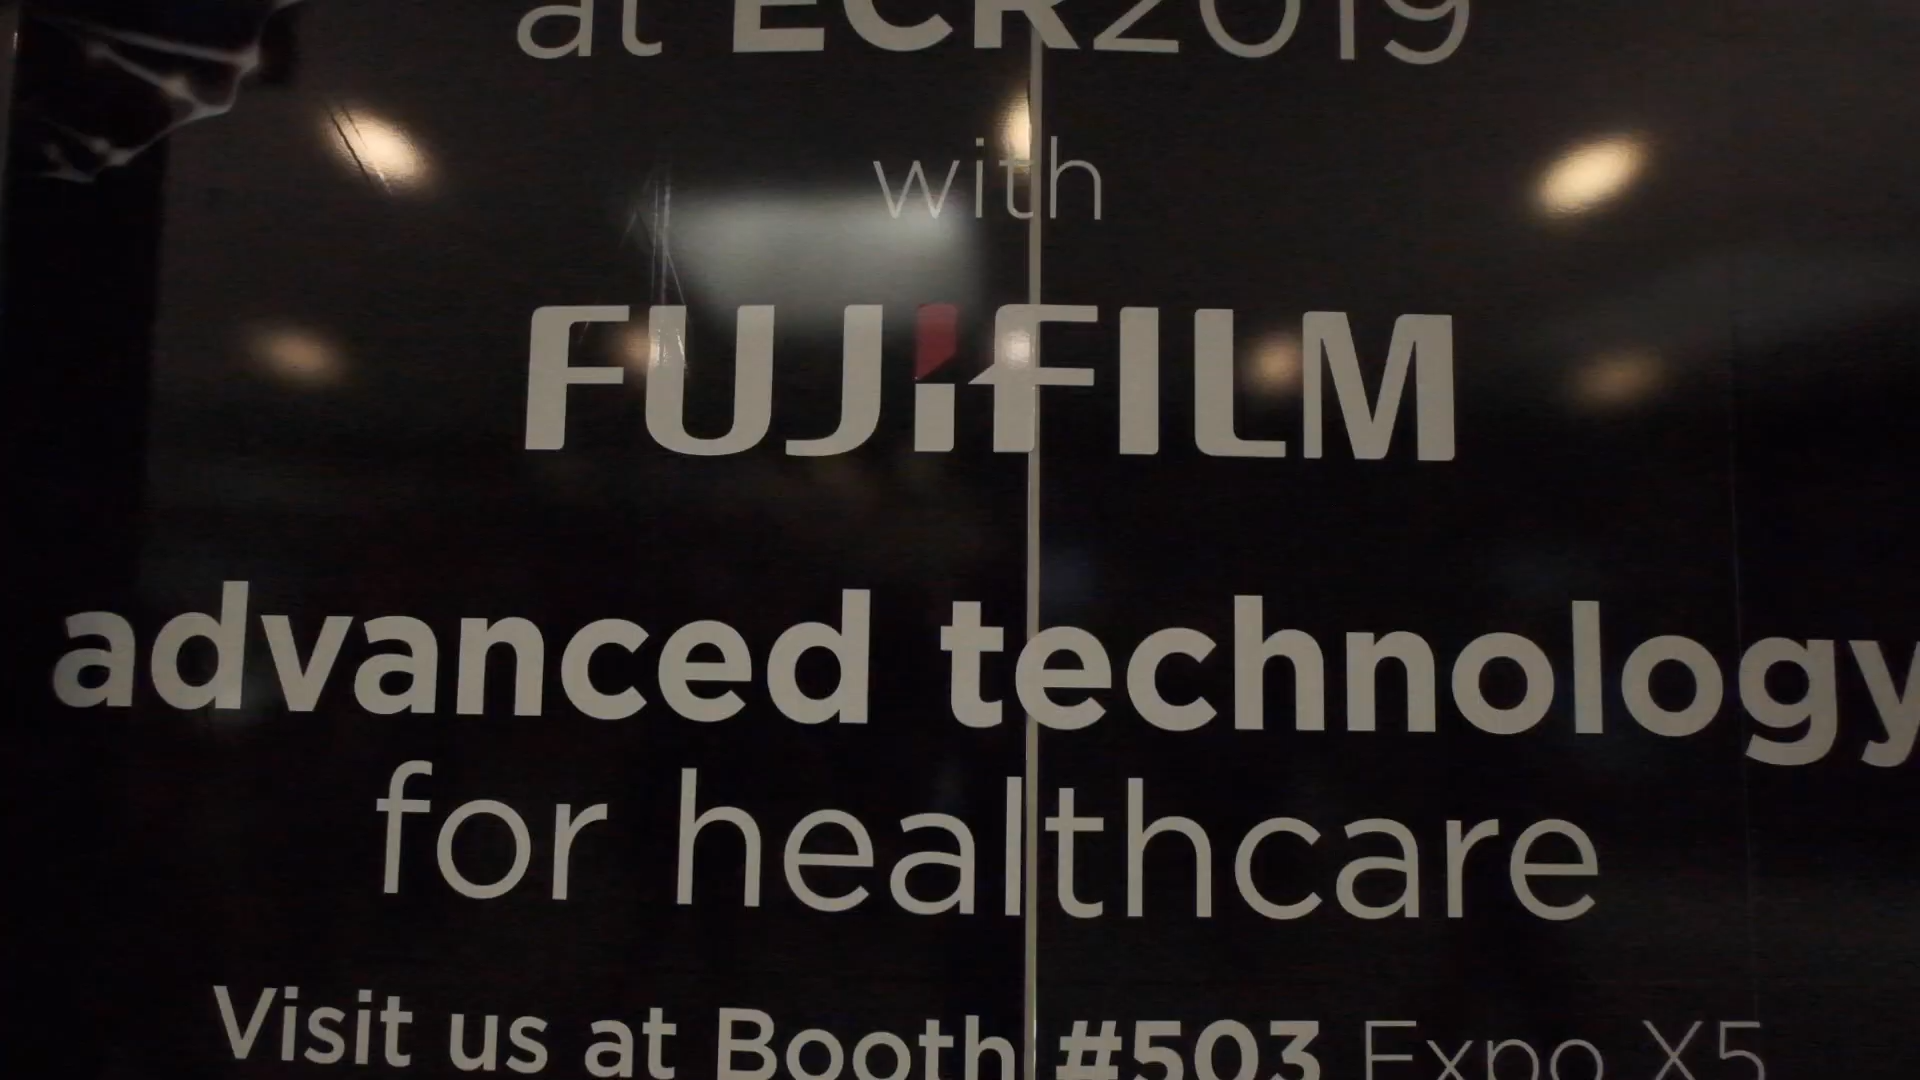 at ECR2019
with
FUJIFILM
advanced technology
for healthcare
Visit us at Booth #503 Expo X5